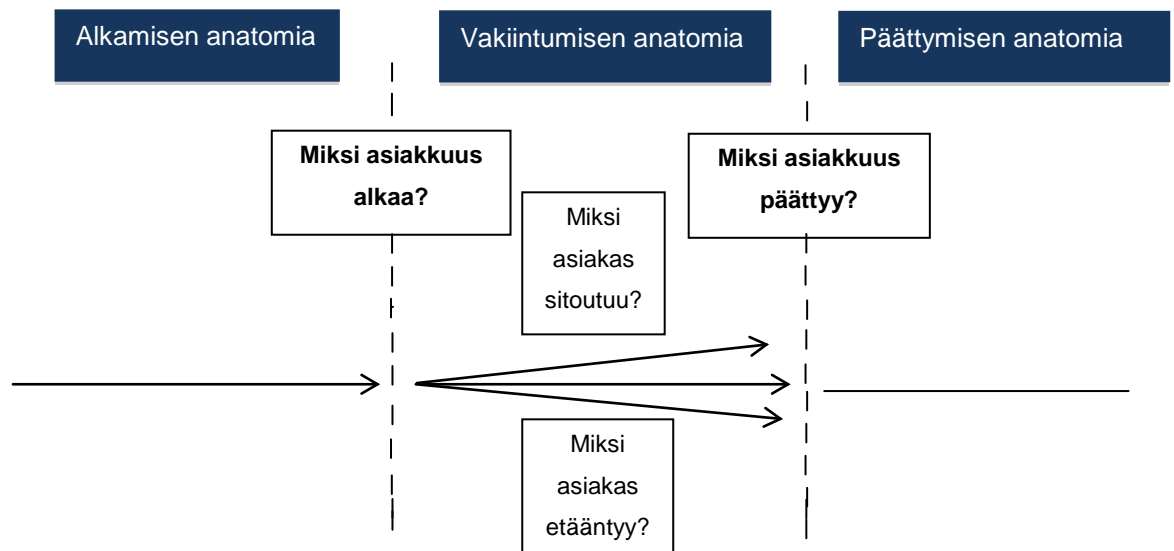 Alkamisen anatomia
Vakiintumisen anatomia
Päättymisen anatomia
Miksi asiakkuus
alkaa?
Miksi asiakkuus
päättyy?
Miksi
asiakas
sitoutuu?
Miksi
asiakas
etääntyy?